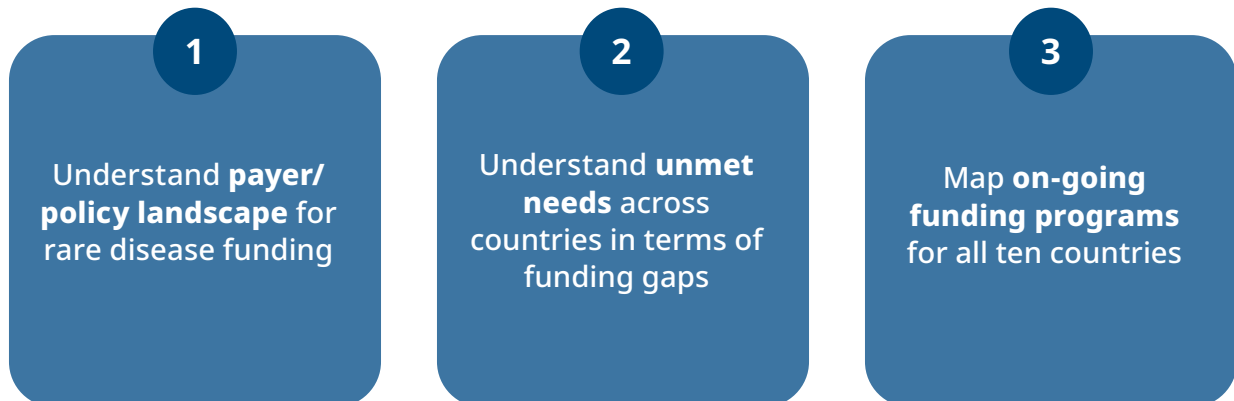 1
Understand payer/
policy landscape for
rare disease funding
2
Understand unmet
needs across
countries in terms of
funding gaps
3
Map on-going
funding programs
for all ten countries